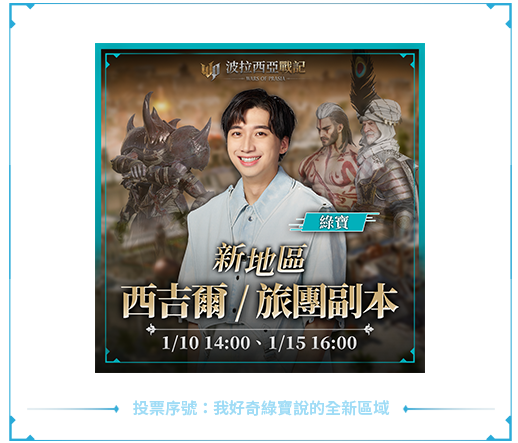 波拉西亞戰記
WARS OF PRASIA
綠寶
新地區
西吉爾 / 旅團副本
1/10 14:00、1/15 16:00
投票序號：我好奇綠寶說的全新區域